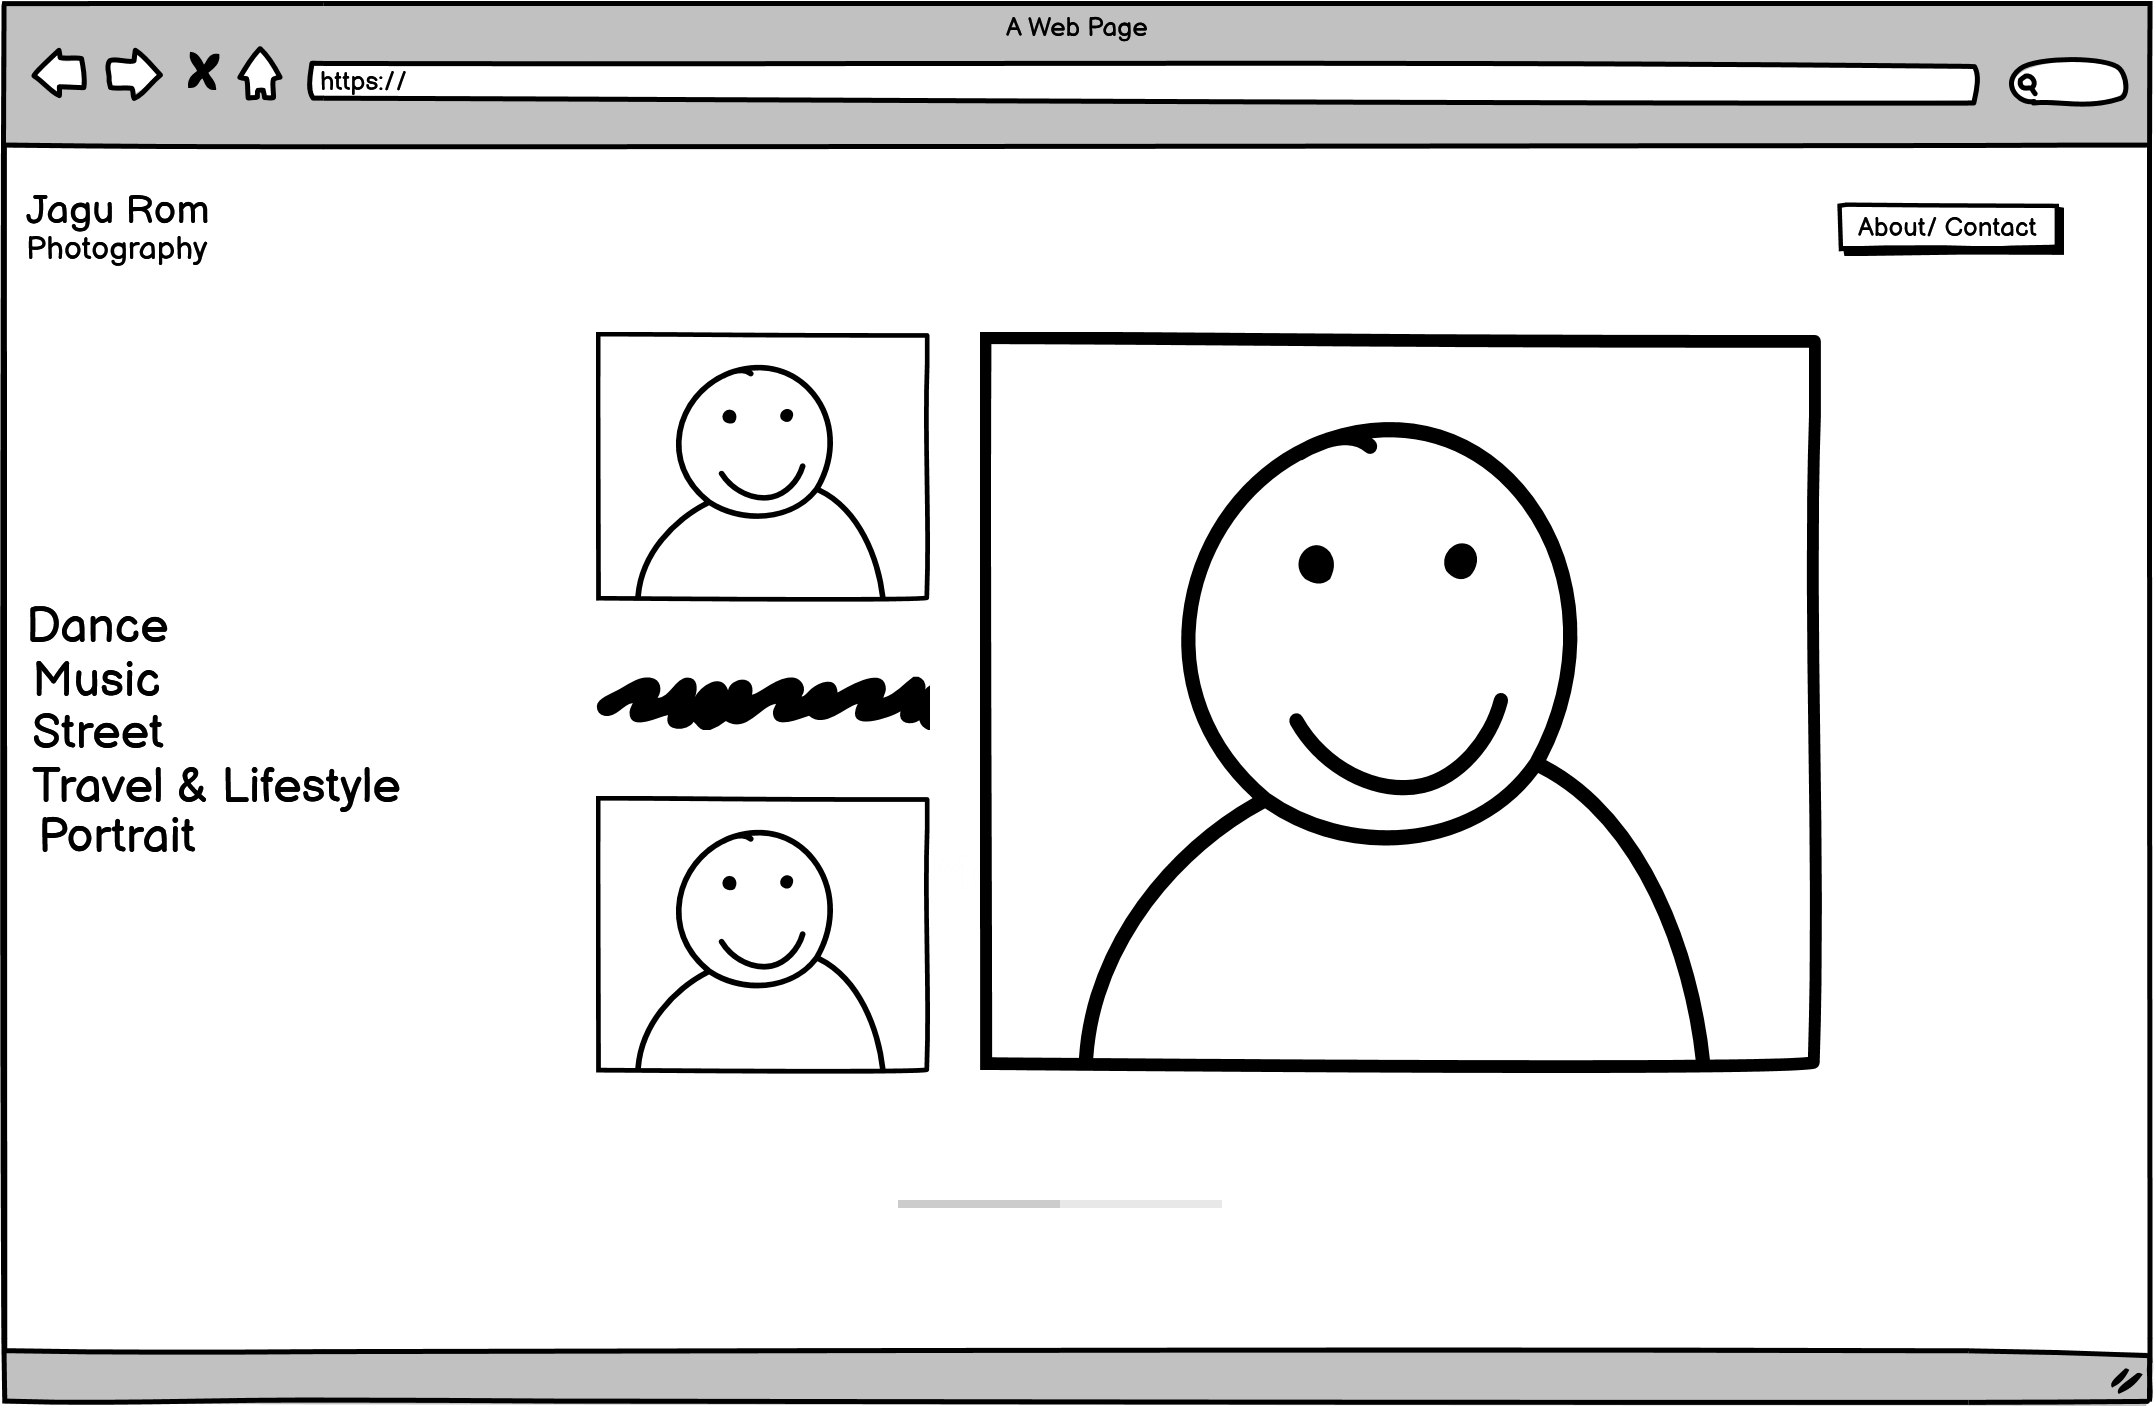 A Web Page
https://
Jagu Rom
Photography
About/ Contact
Dance
Music
Street
Travel & Lifestyle
Portrait